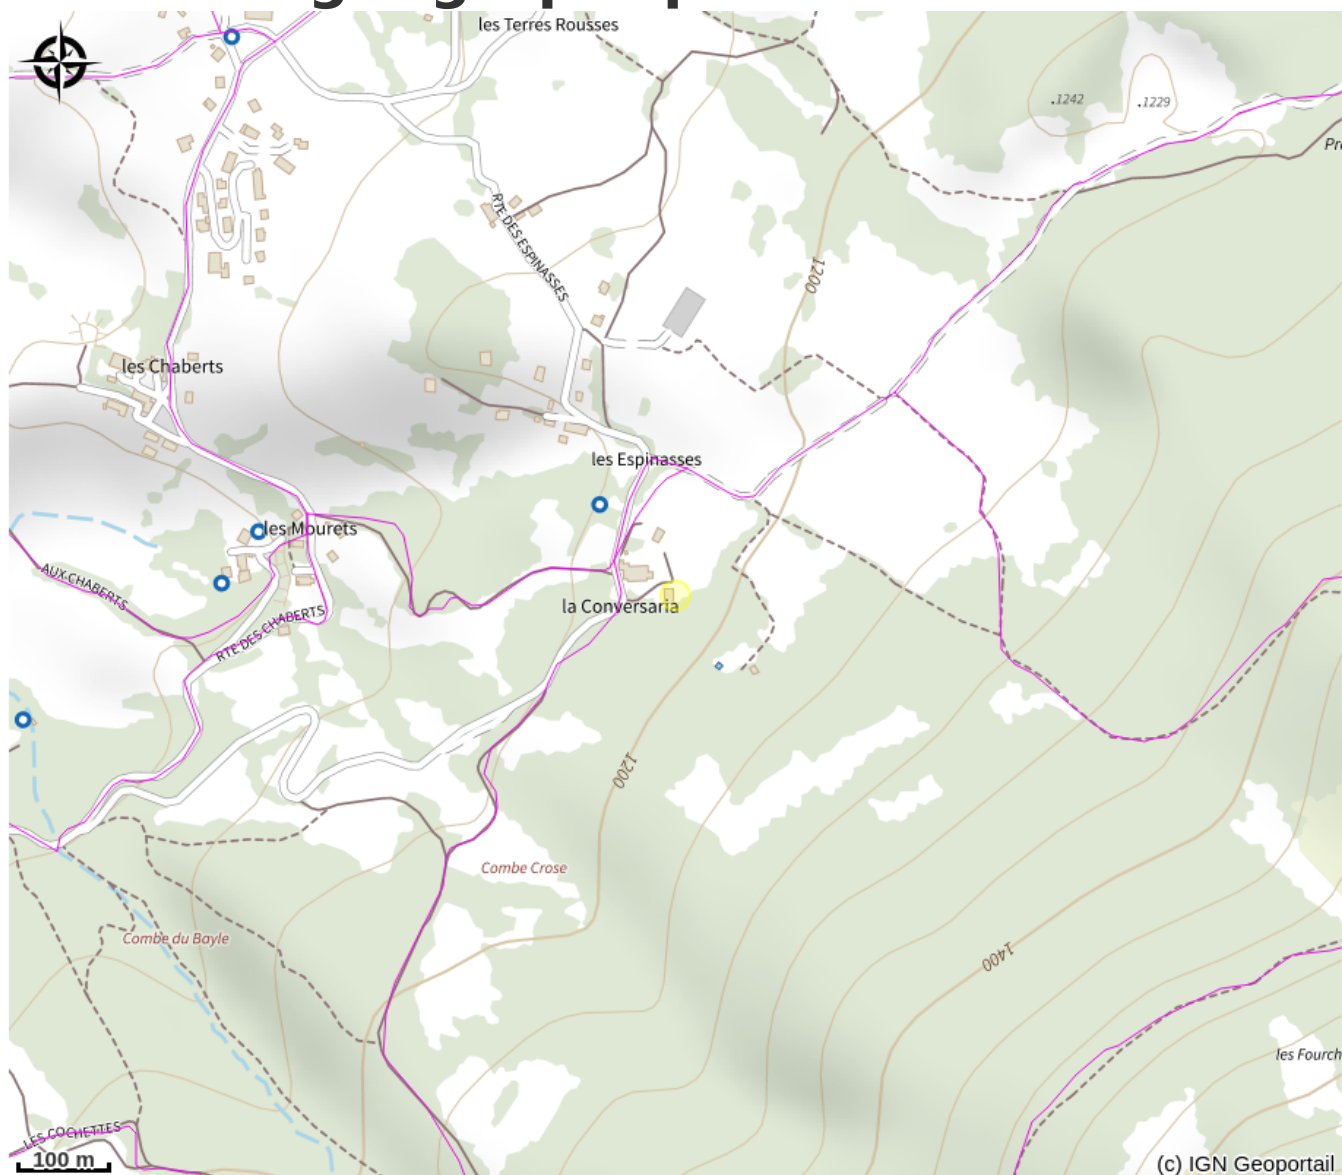 les Terres Rousses
.1242
.1229
RTE DES ESPINASSES
1200
les Chaberts
les Espinasses
les Mourets
AUX CHABERTS
la Conversaria
RTE DES CHABERTS
1200
Combe Crose
Combe du Bayle
1400
les Fourch
LES COCHETTES
100 m
(c) IGN Geoportail